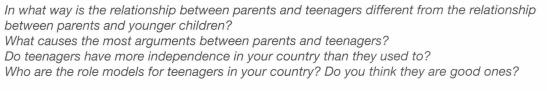 In what way is the relationship between parents and teenagers different from the relationship
between parents and younger children?
What causes the most arguments between parents and teenagers?
Do teenagers have more independence in your country than they used to?
Who are the role models for teenagers in your country? Do you think they are good ones?